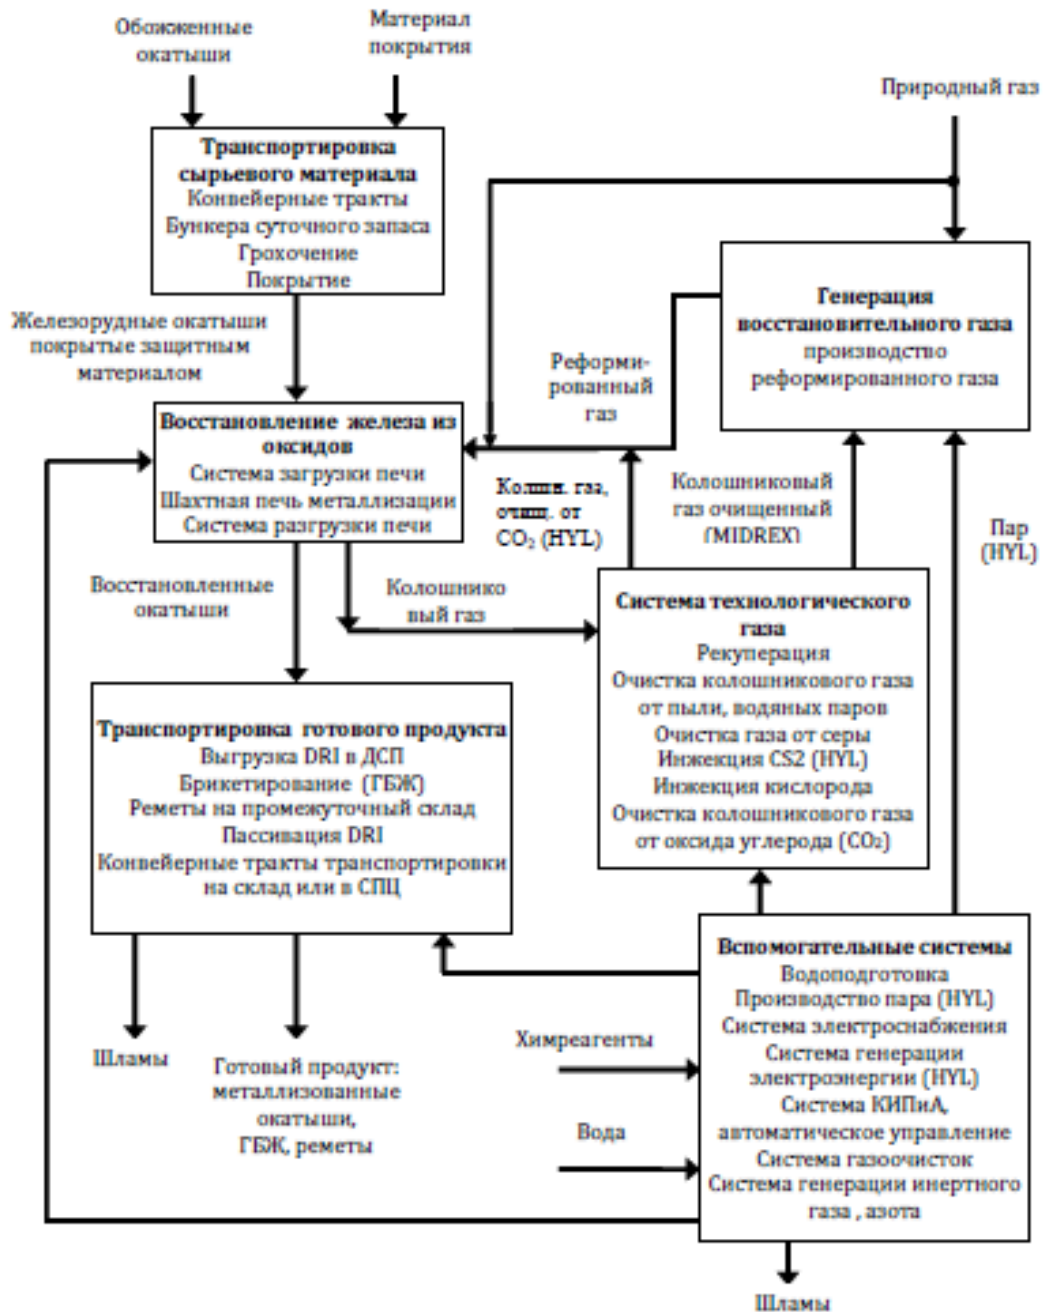 Обожженные
окатыши
Материал
покрытия
Природный газ
Транспортировка
сырьевого материала
Конвейерные тракты
Бункера суточного запаса
Грохочение
Покрытие
Генерация
восстановительного газа
производство
реформированного газа
Железорудные окатыши
покрытые защитным
материалом
Реформи-
рованный
газ
Восстановление железа из
оксидов
Система загрузки печи
Шахтная печь металлизации
Система разгрузки печи
Колшн. газ,
очищ. от
CO₂ (HYL)
Колошниковый
газ очищенный
(MIDREX)
Пар
(HYL)
Восстановленные
окатыши
Колошнико
вый газ
Система технологического
газа
Рекуперация
Очистка колошникового газа
от пыли, водяных паров
Очистка газа от серы
Инжекция CS2 (HYL)
Инжекция кислорода
Очистка колошникового газа
от оксида углерода (CO₂)
Транспортировка готового продукта
Выгрузка DRI в ДСП
Брикетирование (ГБЖ)
Реметы на промежуточный склад
Пассивация DRI
Конвейерные тракты транспортировки
на склад или в СПЦ
Вспомогательные системы
Водоподготовка
Производство пара (HYL)
Система электроснабжения
Система генерации
электроэнергии (HYL)
Система КИПиА,
автоматическое управление
Система газоочисток
Система генерации инертного
газа , азота
Химреагенты
Вода
Шламы
Готовый продукт:
металлизованные
окатыши,
ГБЖ, реметы
Шламы